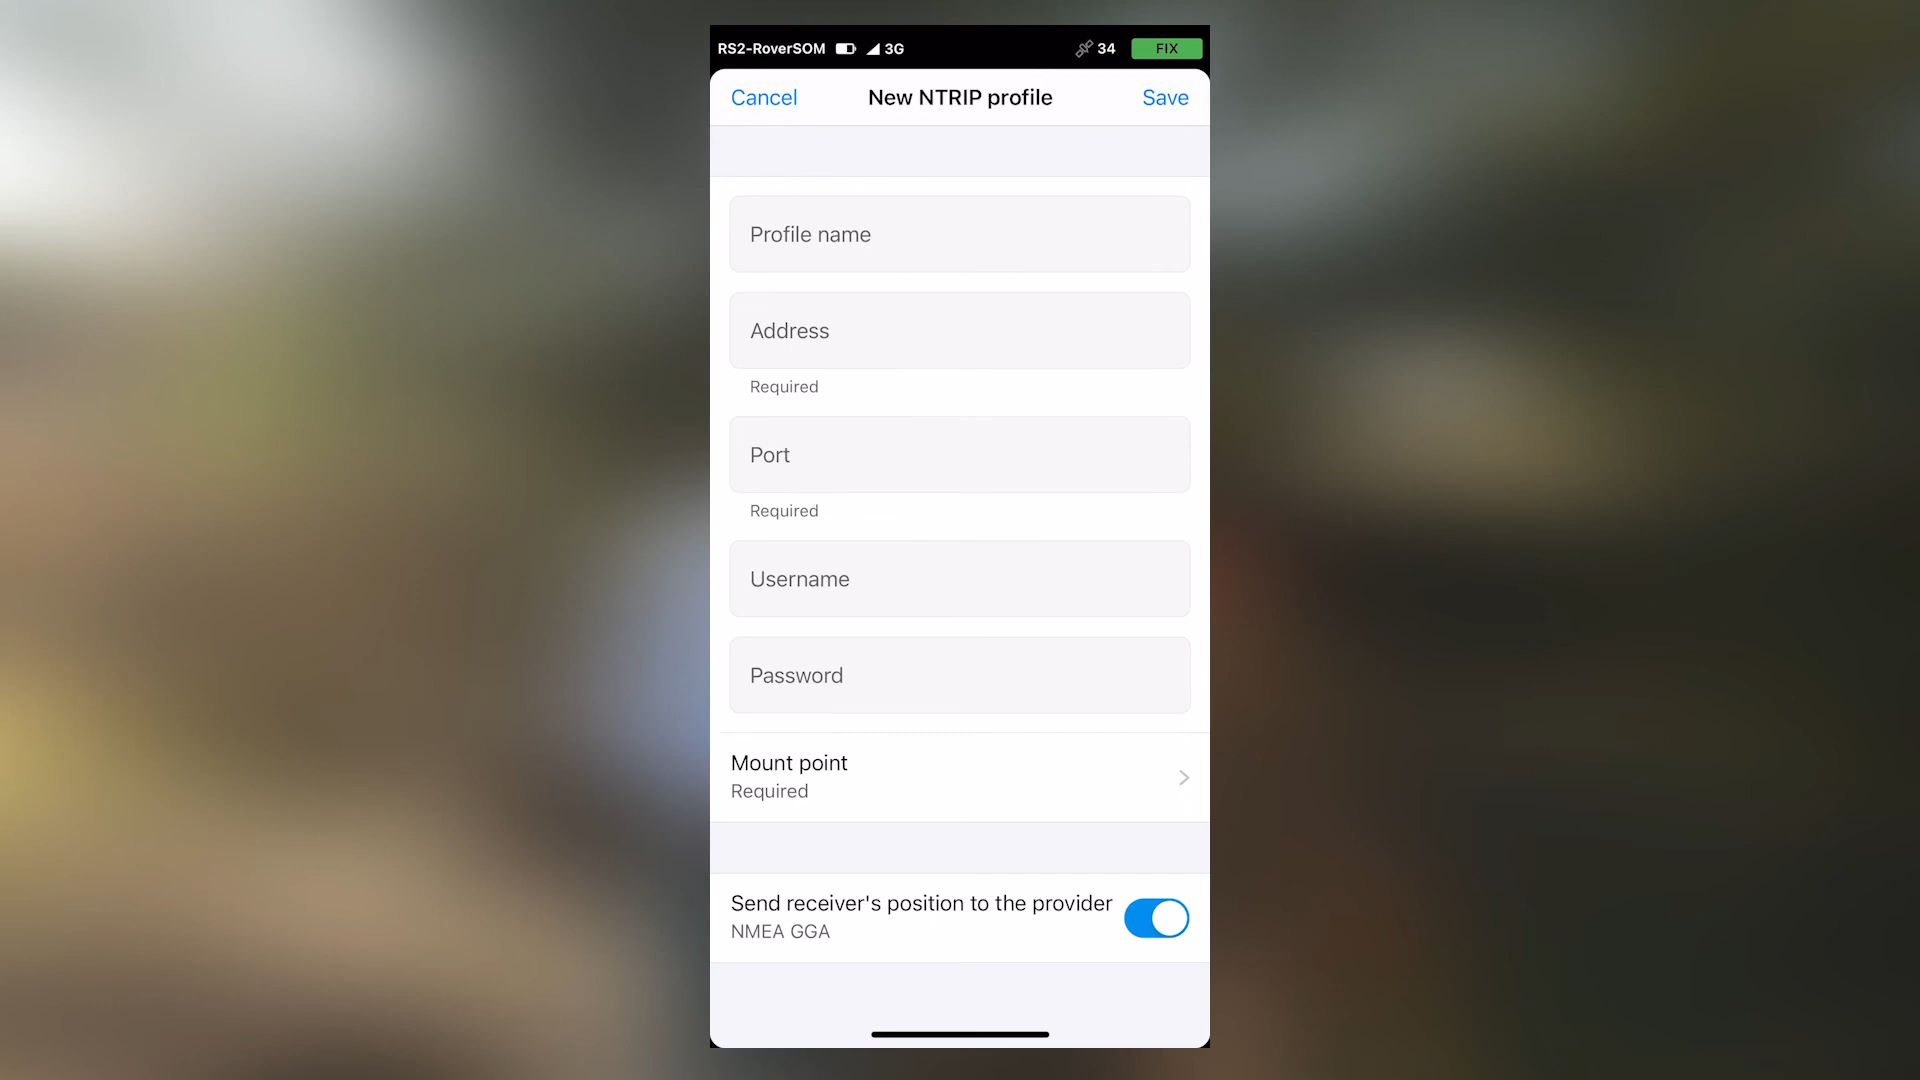 RS2-RoverSOM 3G 34 FIX
Cancel New NTRIP profile Save
Profile name
Address
Required
Port
Required
Username
Password
Mount point
Required
Send receiver's position to the provider
NMEA GGA